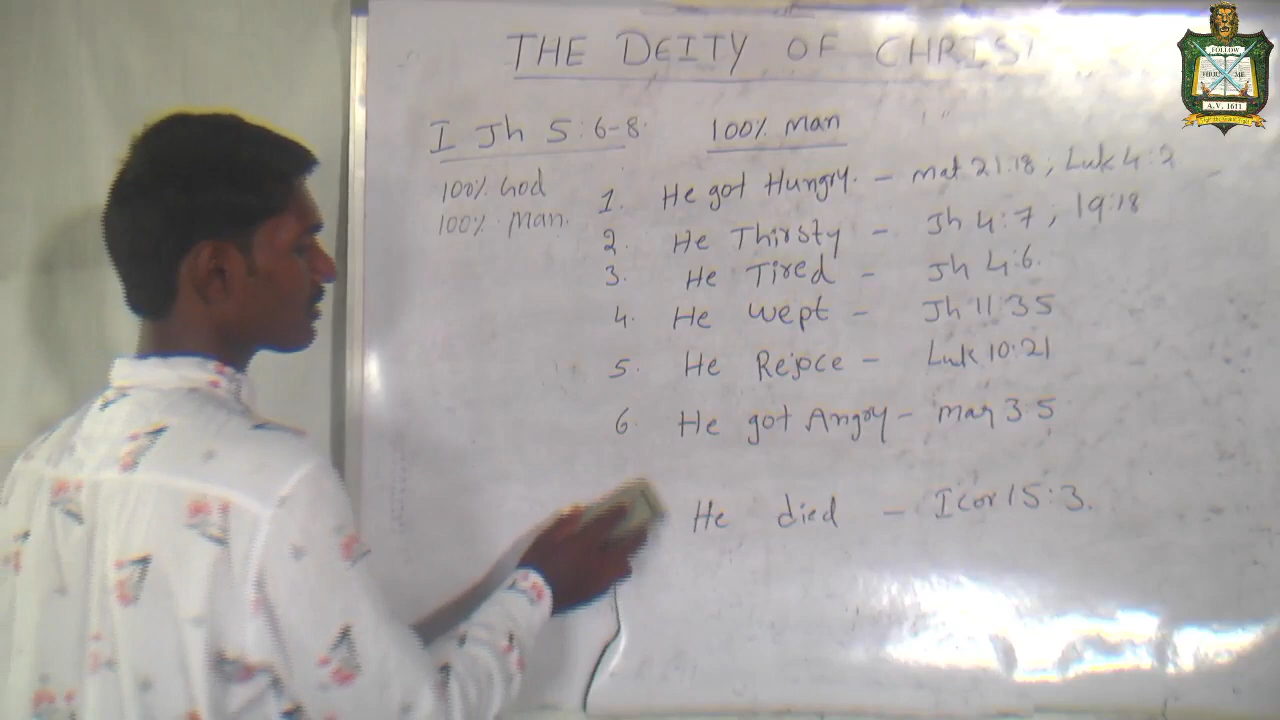 THE DEITY OF CHRIST
I Jh 5:6-8.
100% God
100% Man.
100% Man
1. He got Hungry. - mat 21:18 ; Luk 4:2
2. He Thirsty - Jh 4:7 ; 19:18
3. He Tired - Jh 4:6.
4. He wept - Jh 11:35
5. He Rejoce - Luk 10:21
6. He got Angry - mar 3:5
He died - I cor 15:3.
FOLLOW
THOU ME
A.V. 1611